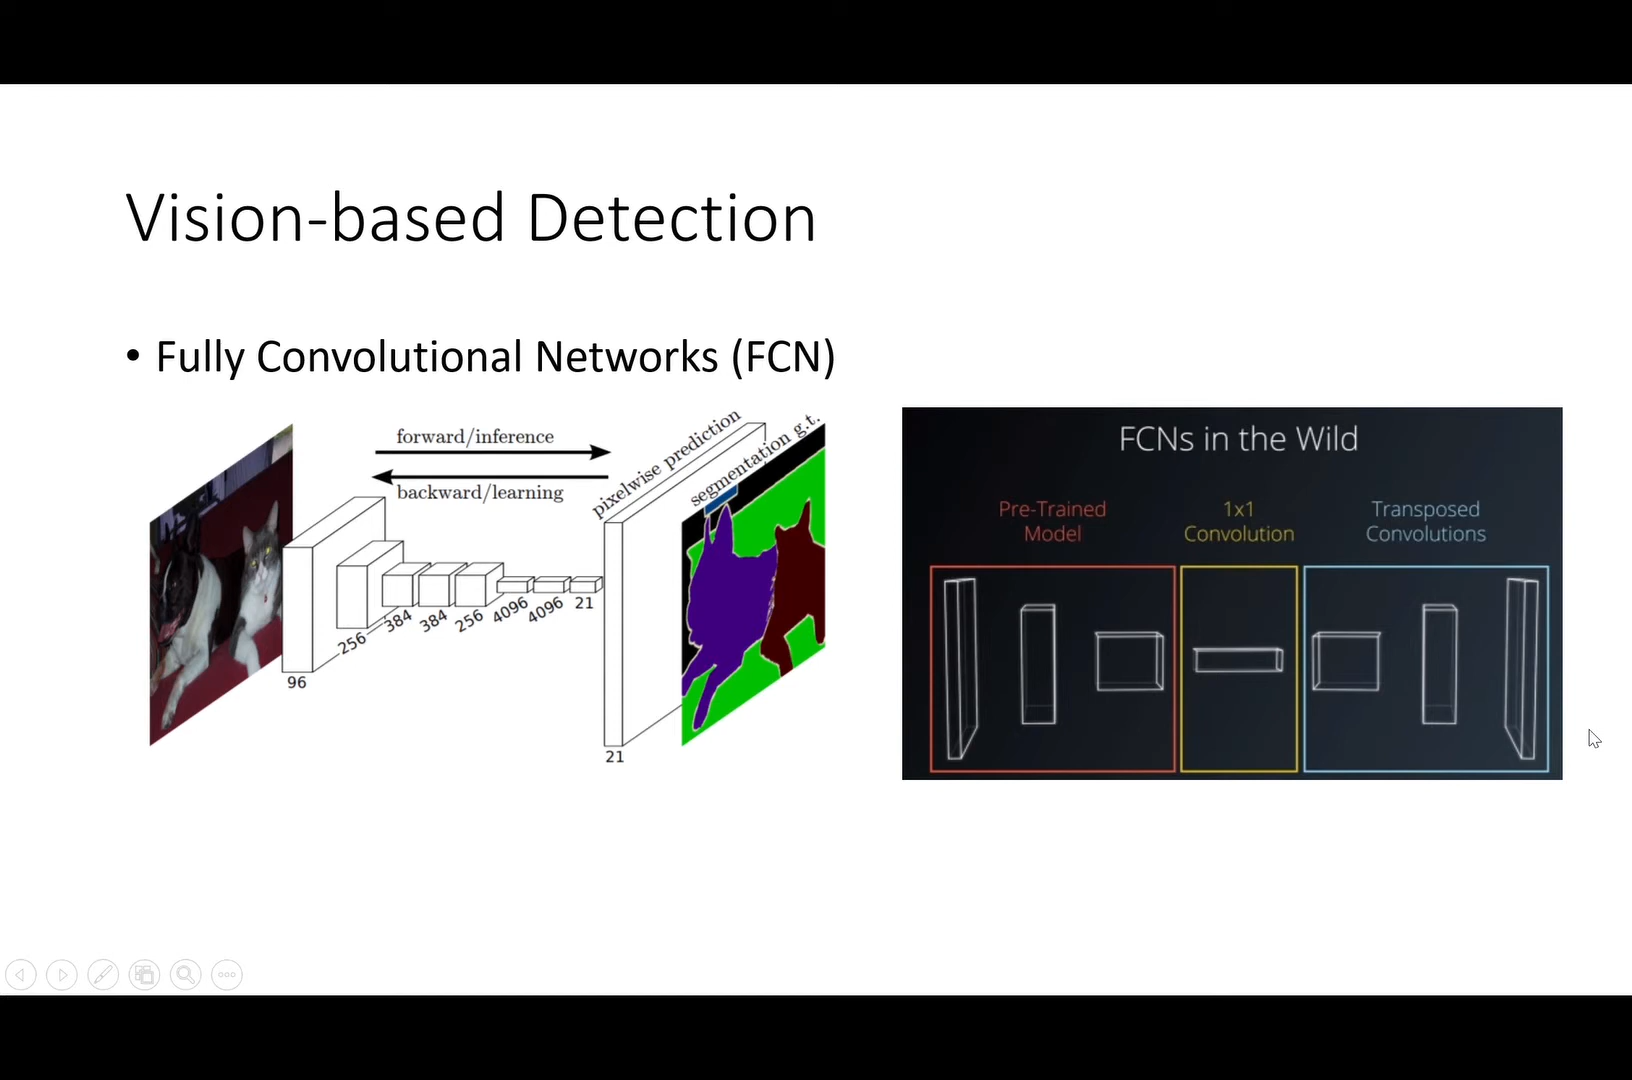 Vision-based Detection
• Fully Convolutional Networks (FCN)
forward/inference
backward/learning
pixelwise prediction
segmentation g.t.
96
256
384
384
256
4096
4096
21
21
FCNs in the Wild
Pre-Trained
Model
1x1
Convolution
Transposed
Convolutions